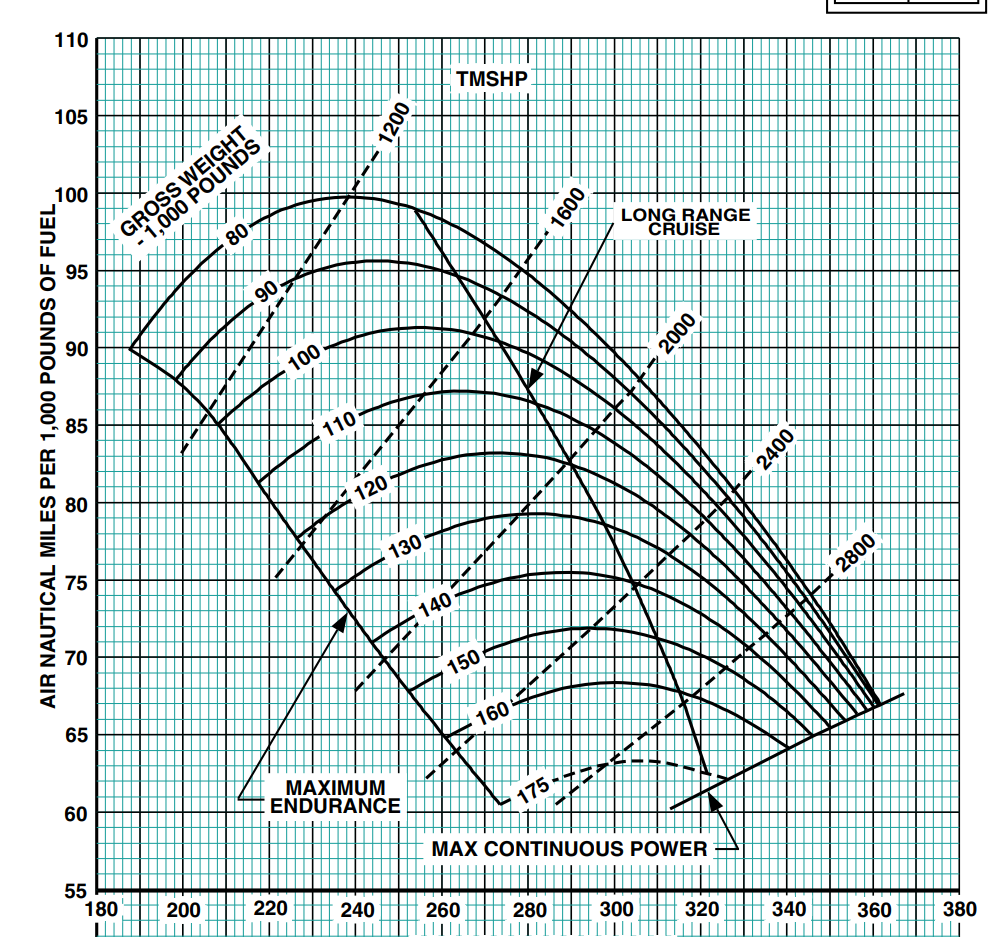 110
TMSHP
105
1200
GROSS WEIGHT
- 1,000 POUNDS
100
1600
LONG RANGE
CRUISE
80
95
90
2000
90
100
85
110
2400
120
80
130
2800
75
140
70
150
160
65
175
MAXIMUM
ENDURANCE
60
MAX CONTINUOUS POWER
55
180 200 220 240 260 280 300 320 340 360 380
AIR NAUTICAL MILES PER 1,000 POUNDS OF FUEL